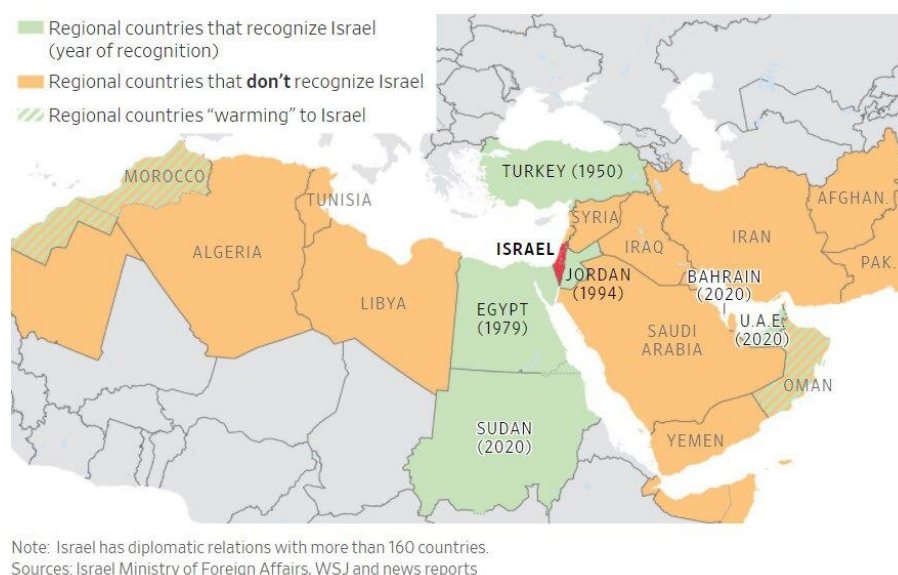 Regional countries that recognize Israel
(year of recognition)
Regional countries that don't recognize Israel
Regional countries "warming" to Israel
MOROCCO
TUNISIA
ALGERIA
LIBYA
TURKEY (1950)
SYRIA
ISRAEL
IRAQ
JORDAN
(1994)
EGYPT
(1979)
SUDAN
(2020)
IRAN
AFGHAN.
PAK.
BAHRAIN
(2020)
U.A.E.
(2020)
SAUDI
ARABIA
OMAN
YEMEN
Note: Israel has diplomatic relations with more than 160 countries.
Sources: Israel Ministry of Foreign Affairs, WSJ and news reports